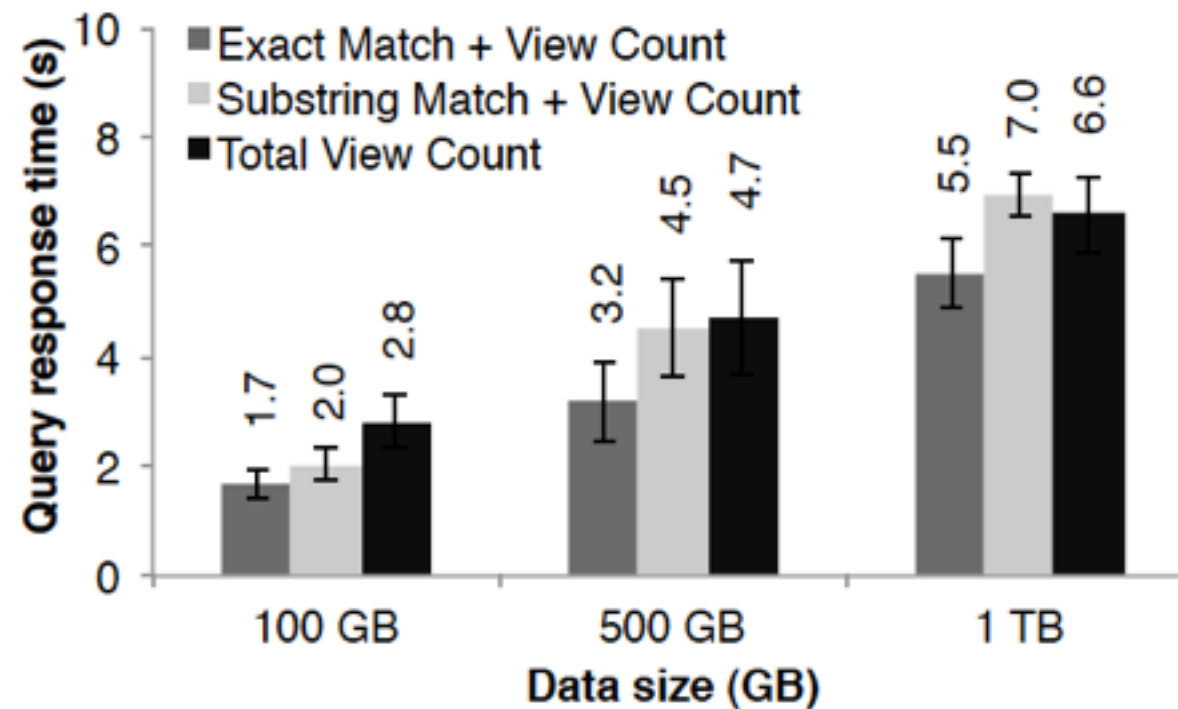 Query response time (s)
10
8
6
4
2
0
Exact Match + View Count
Substring Match + View Count
Total View Count
1.7
2.0
2.8
3.2
4.5
4.7
5.5
7.0
6.6
100 GB
500 GB
1 TB
Data size (GB)